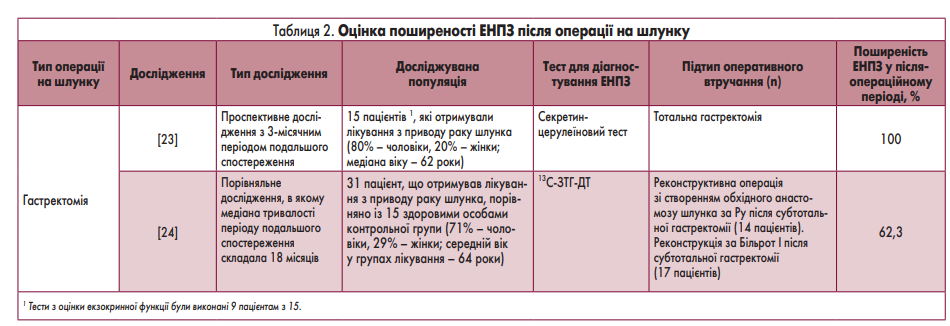 Таблиця 2. Оцінка поширеності ЕНПЗ після операції на шлунку
Тип операції
на шлунку
Дослідження
Тип дослідження
Досліджувана
популяція
Тест для діагнос-
тування ЕНПЗ
Підтип оперативного
втручання (n)
Поширеність
ЕНПЗ у після-
операційному
періоді, %
Гастректомія
[23]
Проспективне дослі-
дження з 3-місячним
періодом подальшого
спостереження
15 пацієнтів ¹, які отримували
лікування з приводу раку шлунка
(80% – чоловіки, 20% – жінки;
медіана віку – 62 роки)
Секретин-
церулеїновий тест
Тотальна гастректомія
100
[24]
Порівняльне
дослідження, в якому
медіана тривалості
періоду подальшого
спостереження
складала 18 місяців
31 пацієнт, що отримував лікуван-
ня з приводу раку шлунка, порів-
няно із 15 здоровими особами
контрольної групи (71% – чоло-
віки, 29% – жінки; середній вік
у групах лікування – 64 роки)
¹³С-ЗТГ-ДТ
Реконструктивна операція
зі створенням обхідного анасто-
мозу шлунка за Ру після субтоталь-
ної гастректомії (14 пацієнтів).
Реконструкція за Більрот I після
субтотальної гастректомії
(17 пацієнтів)
62,3
¹ Тести з оцінки екзокринної функції були виконані 9 пацієнтам з 15.